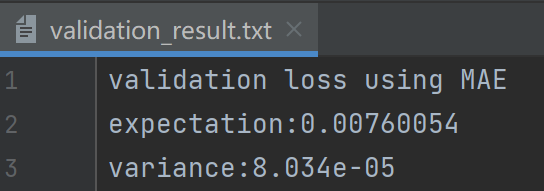 validation_result.txt
1 validation loss using MAE
2 expectation:0.00760054
3 variance:8.034e-05